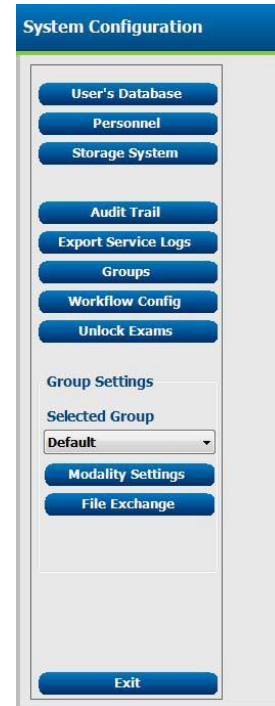 System Configuration
User's Database
Personnel
Storage System
Audit Trail
Export Service Logs
Groups
Workflow Config
Unlock Exams
Group Settings
Selected Group
Default
Modality Settings
File Exchange
Exit